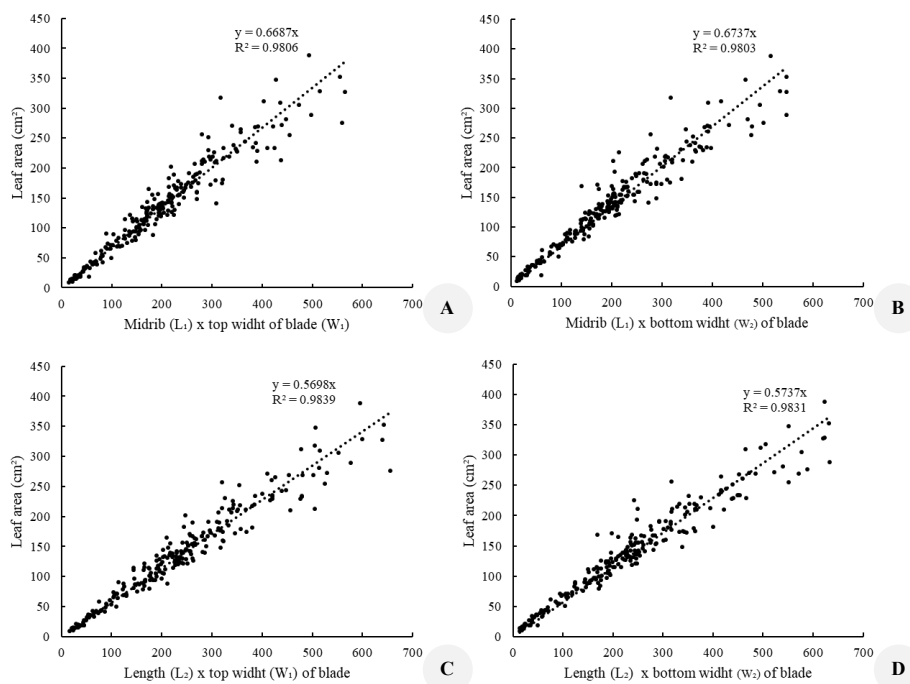 450
400
350
300
250
200
150
100
50
0
Leaf area (cm²)
y = 0.6687x
R² = 0.9806
0 100 200 300 400 500 600 700
Midrib (L₁) x top widht of blade (W₁)
A
450
400
350
300
250
200
150
100
50
0
Leaf area (cm²)
y = 0.6737x
R² = 0.9803
0 100 200 300 400 500 600 700
Midrib (L₁) x bottom widht (W₂) of blade
B
450
400
350
300
250
200
150
100
50
0
Leaf area (cm²)
y = 0.5698x
R² = 0.9839
0 100 200 300 400 500 600 700
Length (L₂) x top widht (W₁) of blade
C
450
400
350
300
250
200
150
100
50
0
Leaf area (cm²)
y = 0.5737x
R² = 0.9831
0 100 200 300 400 500 600 700
Length (L₂) x bottom widht (W₂) of blade
D